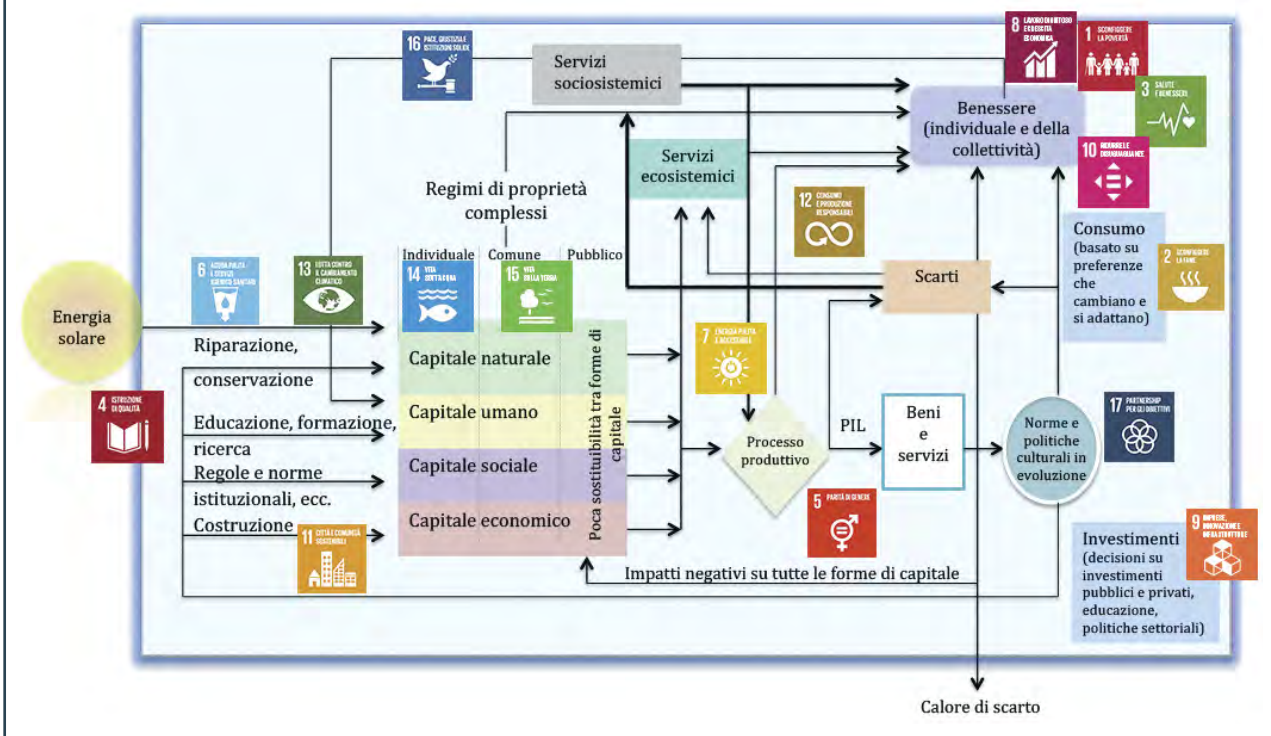 16 PACE, GIUSTIZIA E
ISTITUZIONI SOLIDE
Servizi
sociosistemici
8 LAVORO DIGNITOSO
E CRESCITA
ECONOMICA
1 SCONFIGGERE
LA POVERTÀ
3 SALUTE
E BENESSERE
Benessere
(individuale e della
collettività)
Servizi
ecosistemici
10 RIDURRE LE
DISUGUAGLIANZE
Regimi di proprietà
complessi
12 CONSUMO
E PRODUZIONE
RESPONSABILI
Consumo
(basato su
preferenze
che
cambiano e
si adattano)
2 SCONFIGGERE
LA FAME
Individuale
Comune
Pubblico
6 ACQUA PULITA
E SERVIZI
IGIENICO-SANITARI
13 LOTTA CONTRO
IL CAMBIAMENTO
CLIMATICO
14 VITA
SOTT'ACQUA
15 VITA
SULLA TERRA
Scarti
Energia
solare
7 ENERGIA PULITA
E ACCESSIBILE
Riparazione,
conservazione
Capitale naturale
Poca sostituibilità tra forme di
capitale
4 ISTRUZIONE
DI QUALITÀ
Educazione, formazione,
ricerca
Capitale umano
Processo
produttivo
PIL
Beni
e
servizi
Norme e
politiche
culturali in
evoluzione
17 PARTNERSHIP
PER GLI OBIETTIVI
Regole e norme
istituzionali, ecc.
Capitale sociale
Costruzione
Capitale economico
5 PARITÀ DI GENERE
11 CITTÀ E COMUNITÀ
SOSTENIBILI
9 IMPRESE,
INNOVAZIONE E
INFRASTRUTTURE
Investimenti
(decisioni su
investimenti
pubblici e privati,
educazione,
politiche settoriali)
Impatti negativi su tutte le forme di capitale
Calore di scarto